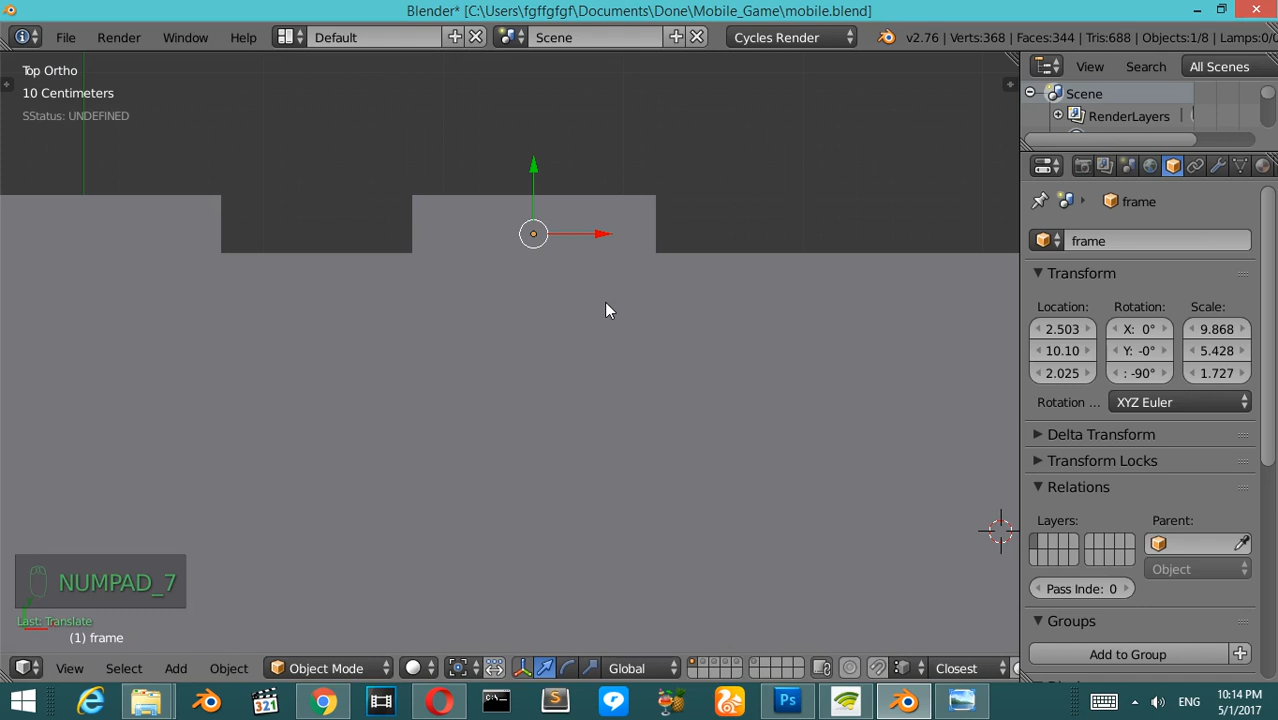 Blender* [C:\Users\fgffgfgf\Documents\Done\Mobile_Game\mobile.blend]
File Render Window Help Default Scene Cycles Render v2.76 | Verts:368 | Faces:344 | Tris:688 | Objects:1/8 | Lamps:0/
Top Ortho
10 Centimeters
SStatus: UNDEFINED
View Search All Scenes
Scene
RenderLayers
frame
frame
Transform
Location: Rotation: Scale:
2.503 X: 0° 9.868
10.10 Y: -0° 5.428
2.025 : -90° 1.727
Rotation ... XYZ Euler
Delta Transform
Transform Locks
Relations
Layers: Parent:
Object
Pass Inde: 0
Groups
Add to Group
NUMPAD_7
Last: Translate
(1) frame
View Select Add Object Object Mode Global Closest
321
Ps
ENG
10:14 PM
5/1/2017